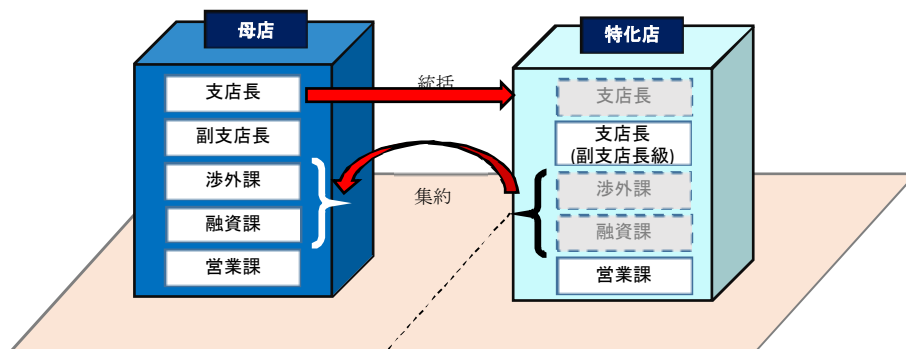 母店
支店長
副支店長
渉外課
融資課
営業課
統括
集約
特化店
支店長
支店長
(副支店長級)
渉外課
融資課
営業課